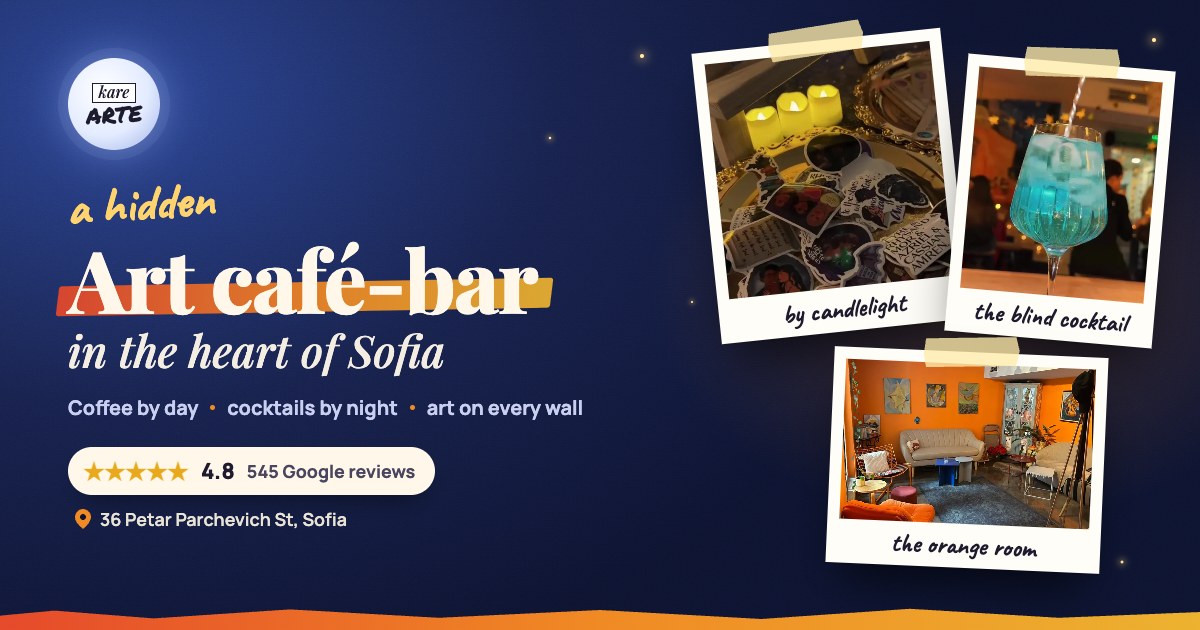 kare
ARTE
a hidden
Art café-bar
in the heart of Sofia
Coffee by day • cocktails by night • art on every wall
★★★★★ 4.8 545 Google reviews
36 Petar Parchevich St, Sofia
by candlelight
the blind cocktail
the orange room